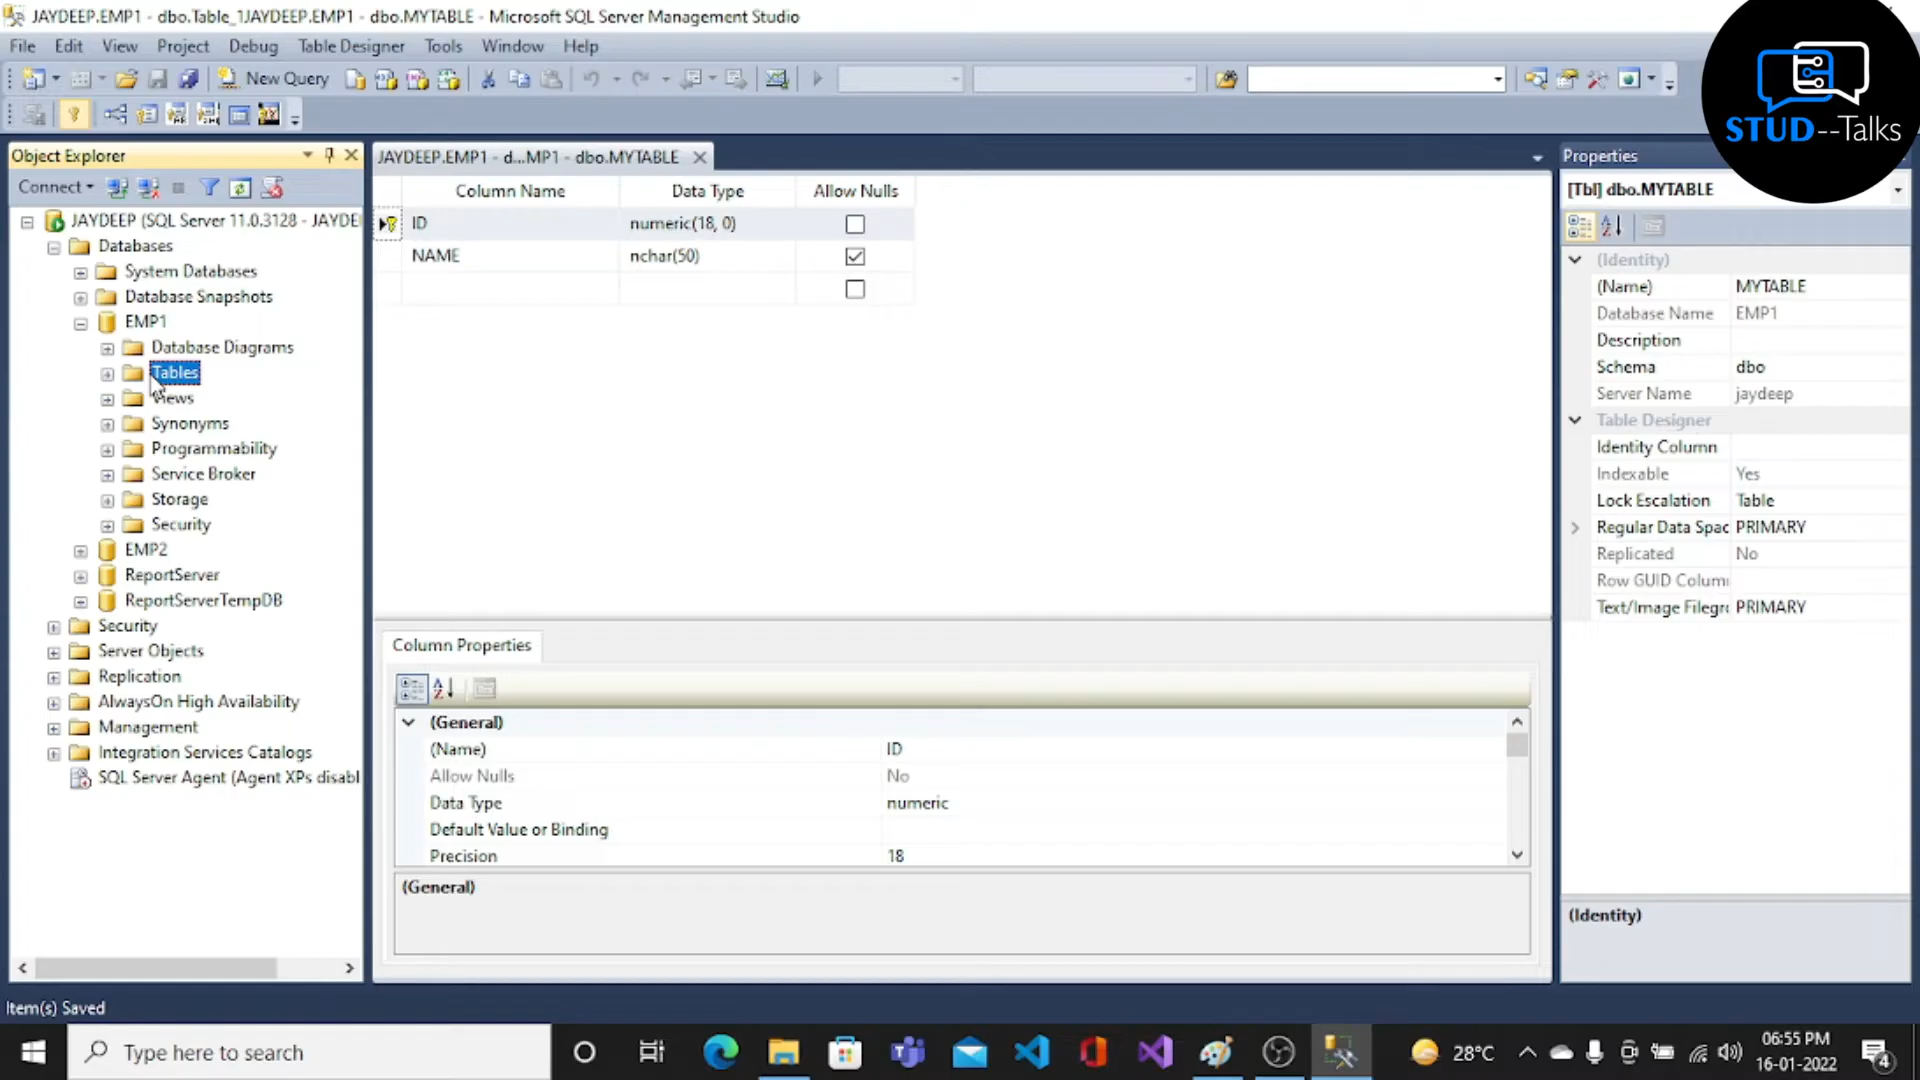 JAYDEEP.EMP1 - dbo.Table_1JAYDEEP.EMP1 - dbo.MYTABLE - Microsoft SQL Server Management Studio
File Edit View Project Debug Table Designer Tools Window Help
New Query
STUD--Talks
Object Explorer
Connect
JAYDEEP (SQL Server 11.0.3128 - JAYDE
Databases
System Databases
Database Snapshots
EMP1
Database Diagrams
Tables
Views
Synonyms
Programmability
Service Broker
Storage
Security
EMP2
ReportServer
ReportServerTempDB
Security
Server Objects
Replication
AlwaysOn High Availability
Management
Integration Services Catalogs
SQL Server Agent (Agent XPs disabl
JAYDEEP.EMP1 - d...MP1 - dbo.MYTABLE
Column Name Data Type Allow Nulls
ID numeric(18, 0)
NAME nchar(50)
Column Properties
(General)
(Name) ID
Allow Nulls No
Data Type numeric
Default Value or Binding
Precision 18
(General)
Properties
[Tbl] dbo.MYTABLE
(Identity)
(Name) MYTABLE
Database Name EMP1
Description
Schema dbo
Server Name jaydeep
Table Designer
Identity Column
Indexable Yes
Lock Escalation Table
Regular Data Spac PRIMARY
Replicated No
Row GUID Colum
Text/Image Filegr PRIMARY
(Identity)
Item(s) Saved
Type here to search
28°C
06:55 PM
16-01-2022
4